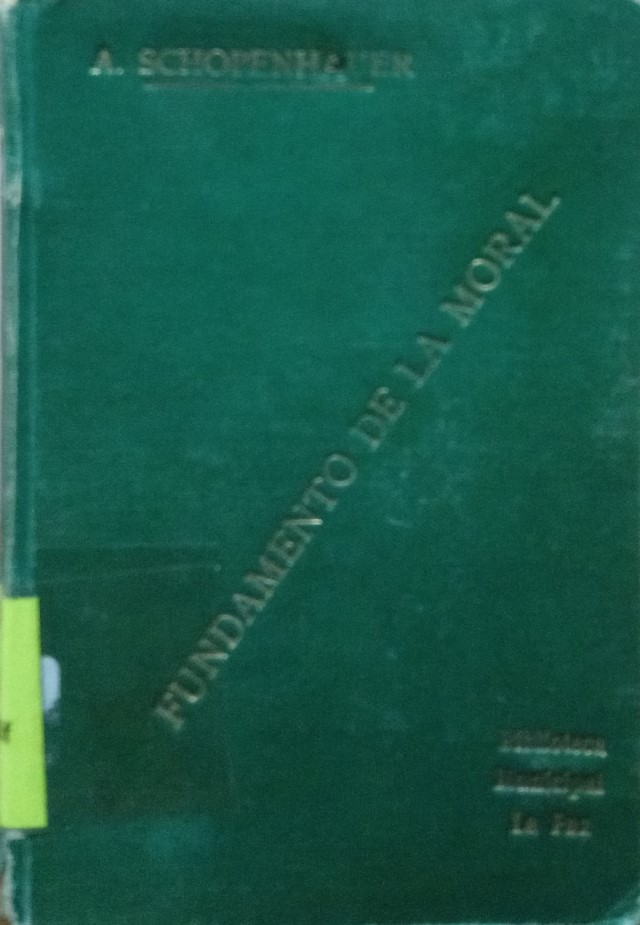 A. SCHOPENHAUER
FUNDAMENTO DE LA MORAL
Biblioteca
Municipal
La Paz